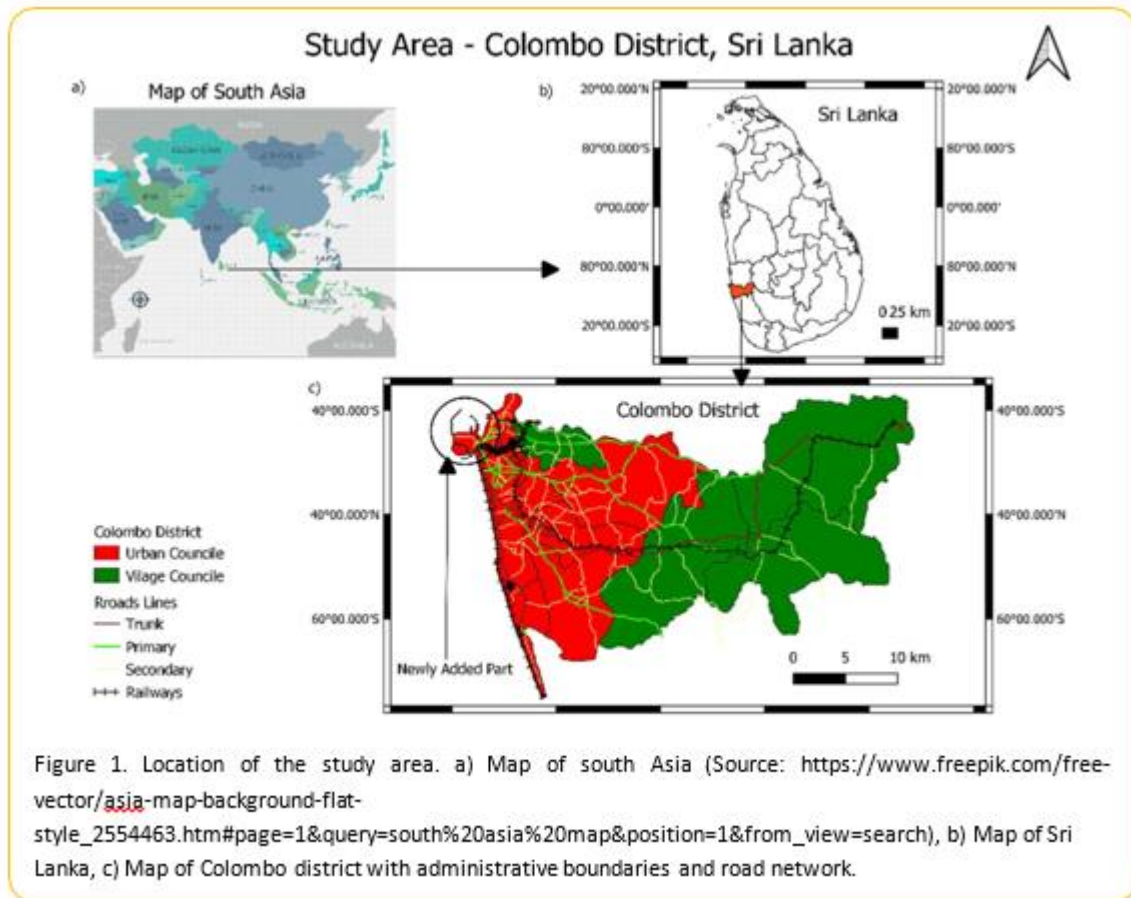 Study Area - Colombo District, Sri Lanka
a)
Map of South Asia
CHINA
b)
Sri Lanka
20°00.000'N
20°00.000'N
80°00.000'N
80°00.000'N
0°00.000'
0°00.000'
80°00.000'N
80°00.000'N
20°00.000'S
20°00.000'S
0 25 km
c)
Colombo District
40°00.000'S
40°00.000'S
40°00.000'N
40°00.000'N
60°00.000'S
60°00.000'S
Colombo District
Urban Councile
Vilage Councile
Rroads Lines
Trunk
Primary
Secondary
Railways
Newly Added Part
0 5 10 km
Figure 1. Location of the study area. a) Map of south Asia (Source: https://www.freepik.com/free-
vector/asia-map-background-flat-
style_2554463.htm#page=1&query=south%20asia%20map&position=1&from_view=search), b) Map of Sri
Lanka, c) Map of Colombo district with administrative boundaries and road network.